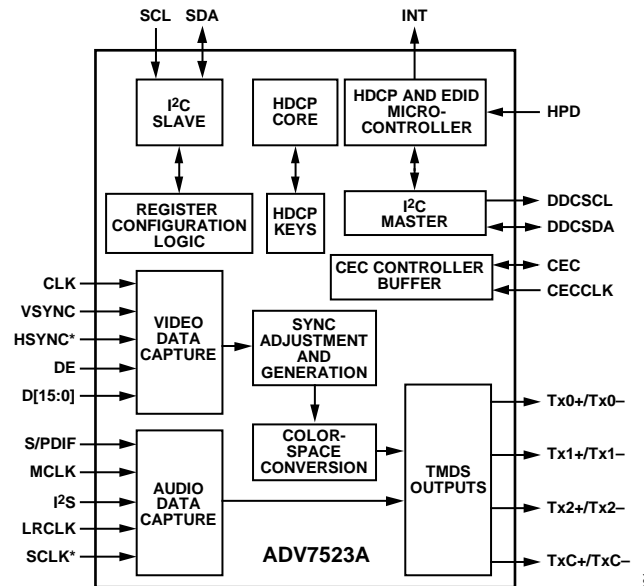 SCL SDA INT
I²C
SLAVE
HDCP
CORE
HDCP AND EDID
MICRO-
CONTROLLER
HPD
REGISTER
CONFIGURATION
LOGIC
HDCP
KEYS
I²C
MASTER
DDCSCL
DDCSDA
CEC CONTROLLER
BUFFER
CEC
CECCLK
CLK
VSYNC
HSYNC*
DE
D[15:0]
VIDEO
DATA
CAPTURE
SYNC
ADJUSTMENT
AND
GENERATION
COLOR-
SPACE
CONVERSION
S/PDIF
MCLK
I²S
LRCLK
SCLK*
AUDIO
DATA
CAPTURE
TMDS
OUTPUTS
Tx0+/Tx0–
Tx1+/Tx1–
Tx2+/Tx2–
TxC+/TxC–
ADV7523A